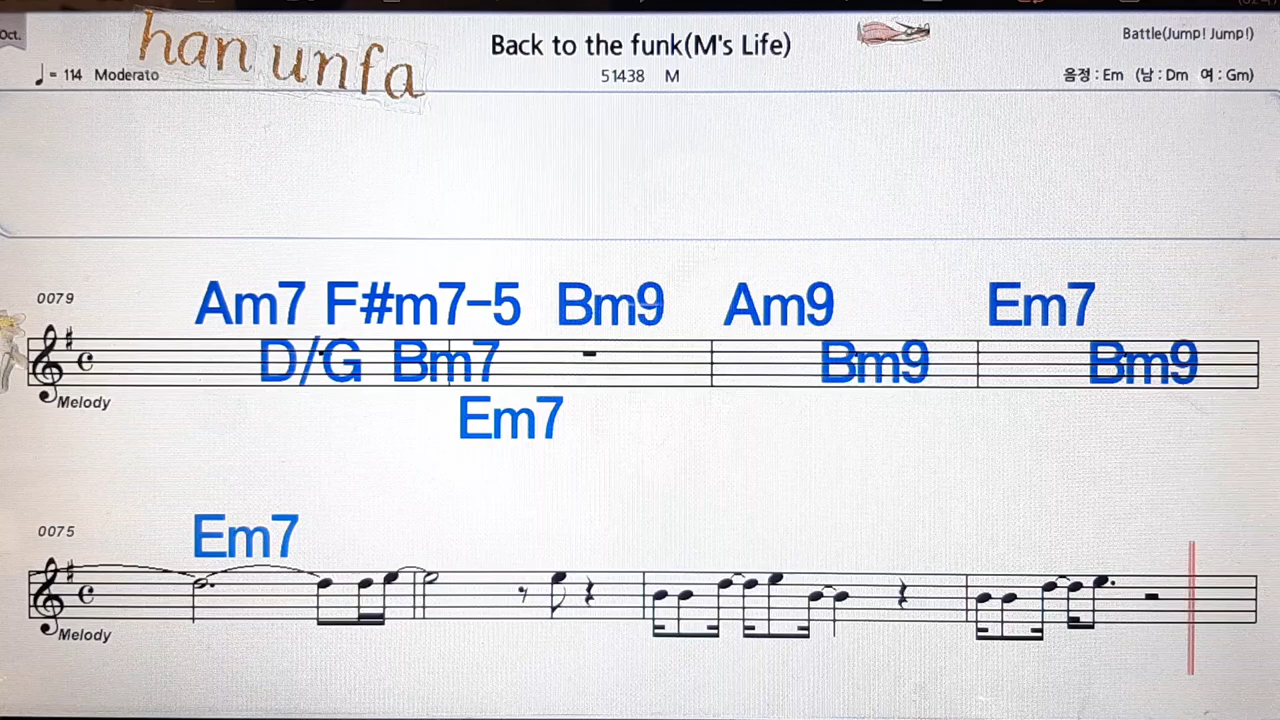 Oct.
han unfa
Back to the funk(M's Life)
Battle(Jump! Jump!)
♩= 114 Moderato
51438 M
음정 : Em (남 : Dm 여 : Gm)
0079
Am7 F#m7-5 Bm9 Am9 Em7
D/G Bm7 Bm9 Bm9
Melody
Em7
0075
Em7
Melody